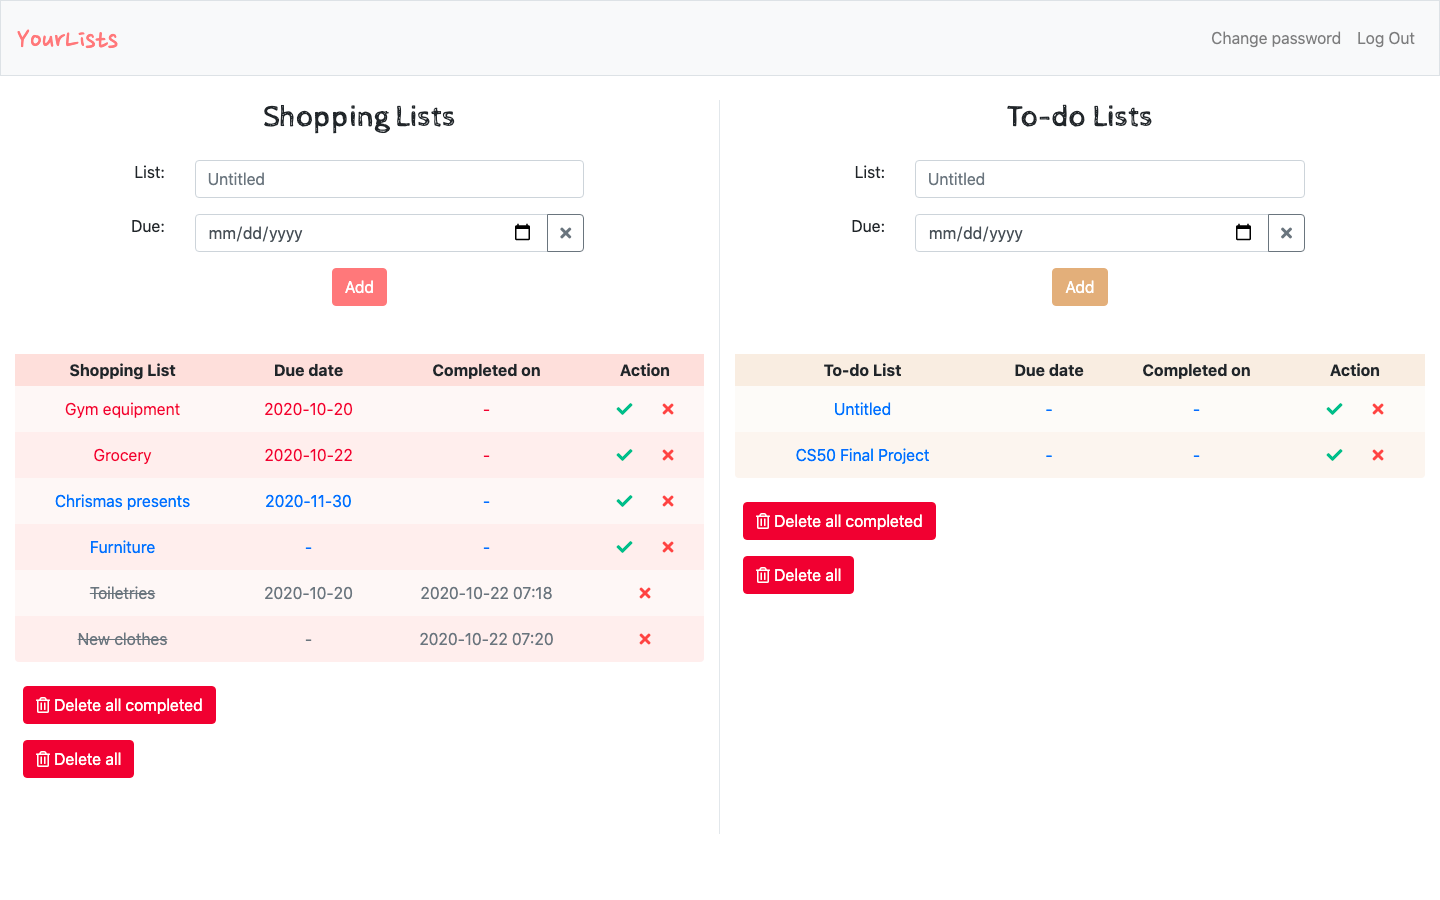 YourLists
Change password Log Out
Shopping Lists
List: Untitled
Due: mm/dd/yyyy
Add
Shopping List Due date Completed on Action
Gym equipment 2020-10-20 -
Grocery 2020-10-22 -
Chrismas presents 2020-11-30 -
Furniture - -
Toiletries 2020-10-20 2020-10-22 07:18
New clothes - 2020-10-22 07:20
Delete all completed
Delete all
To-do Lists
List: Untitled
Due: mm/dd/yyyy
Add
To-do List Due date Completed on Action
Untitled - -
CS50 Final Project - -
Delete all completed
Delete all